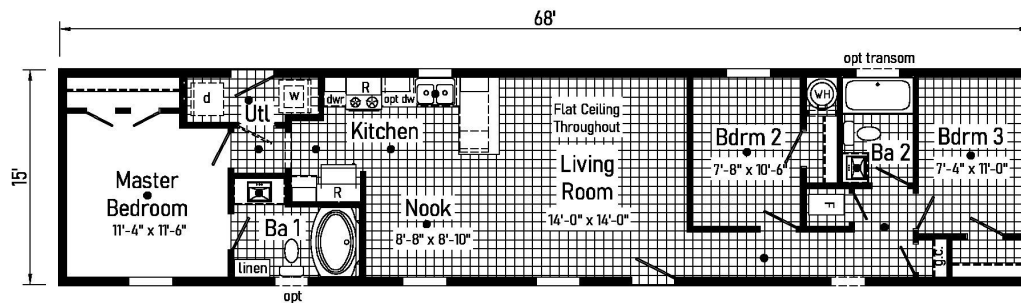 68'
15'
opt transom
d
w
Utl
dwr
R
opt dw
Kitchen
R
Master
Bedroom
11'-4" x 11'-6"
Ba 1
linen
opt
Nook
8'-8" x 8'-10"
Flat Ceiling
Throughout
Living
Room
14'-0" x 14'-0"
Bdrm 2
7'-8" x 10'-6"
WH
Ba 2
F
Bdrm 3
7'-4" x 11'-0"